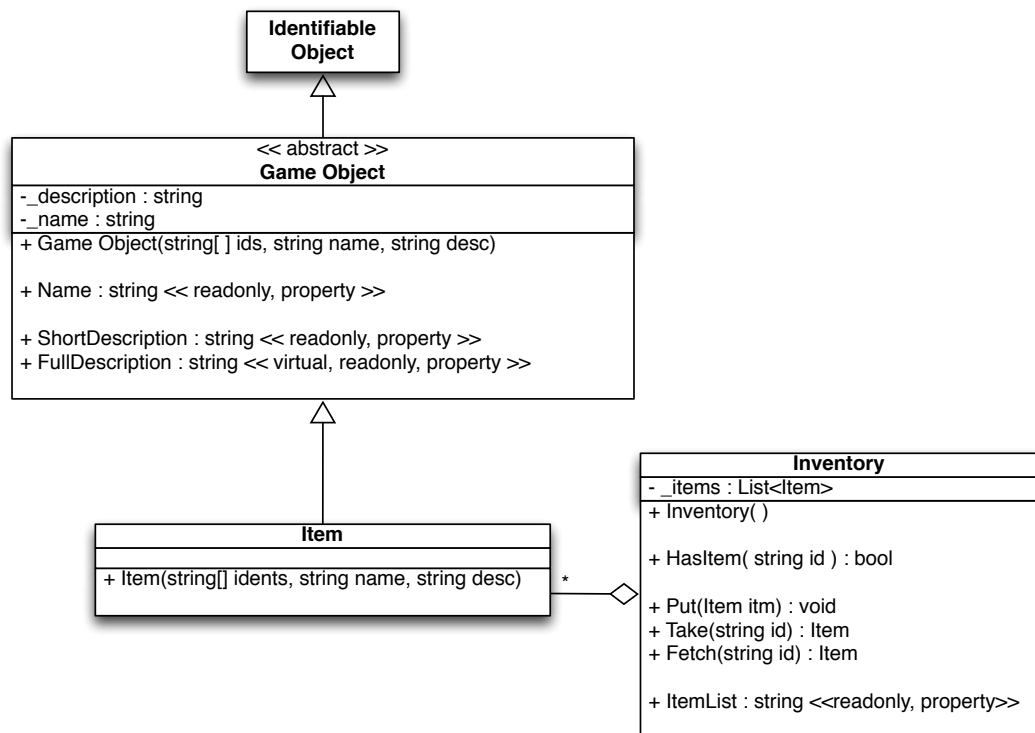 Identifiable
Object
<< abstract >>
Game Object
-_description : string
-_name : string
+ Game Object(string[ ] ids, string name, string desc)
+ Name : string << readonly, property >>
+ ShortDescription : string << readonly, property >>
+ FullDescription : string << virtual, readonly, property >>
Item
+ Item(string[] idents, string name, string desc)
*
Inventory
- _items : List<Item>
+ Inventory( )
+ HasItem( string id ) : bool
+ Put(Item itm) : void
+ Take(string id) : Item
+ Fetch(string id) : Item
+ ItemList : string <<readonly, property>>